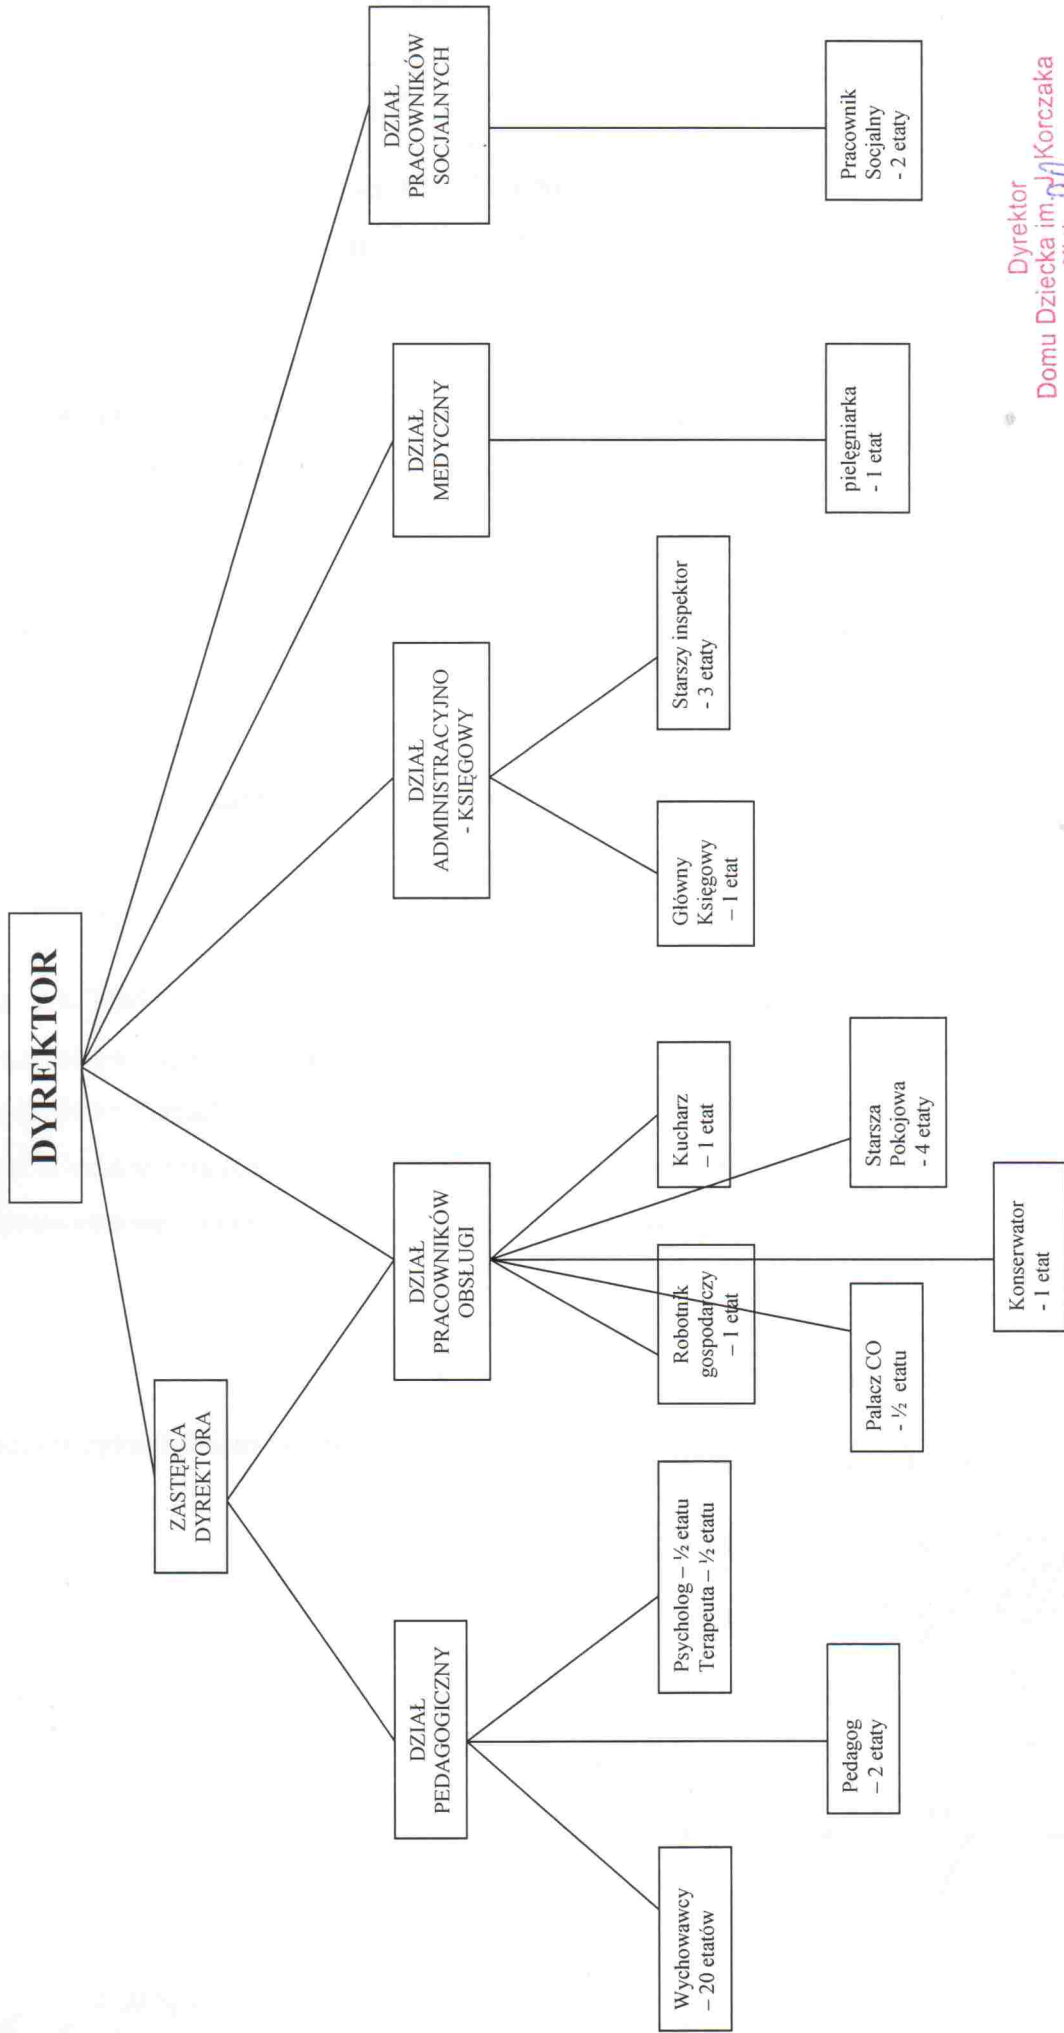 DYREKTOR
ZASTĘPCA
DYREKTORA
DZIAŁ
PEDAGOGICZNY
DZIAŁ
PRACOWNIKÓW
OBSŁUGI
DZIAŁ
ADMINISTRACYJNO
- KSIĘGOWY
DZIAŁ
MEDYCZNY
DZIAŁ
PRACOWNIKÓW
SOCJALNYCH
Wychowawcy
– 20 etatów
Psycholog – ½ etatu
Terapeuta – ½ etatu
Robotnik
gospodarczy
– 1 etat
Kucharz
– 1 etat
Główny
Księgowy
– 1 etat
Starszy inspektor
- 3 etaty
Pedagog
– 2 etaty
Palacz CO
- ½ etatu
Starsza
Pokojowa
- 4 etaty
pielęgniarka
- 1 etat
Pracownik
Socjalny
- 2 etaty
Konserwator
- 1 etat
Dyrektor
Domu Dziecka im. J. Korczaka